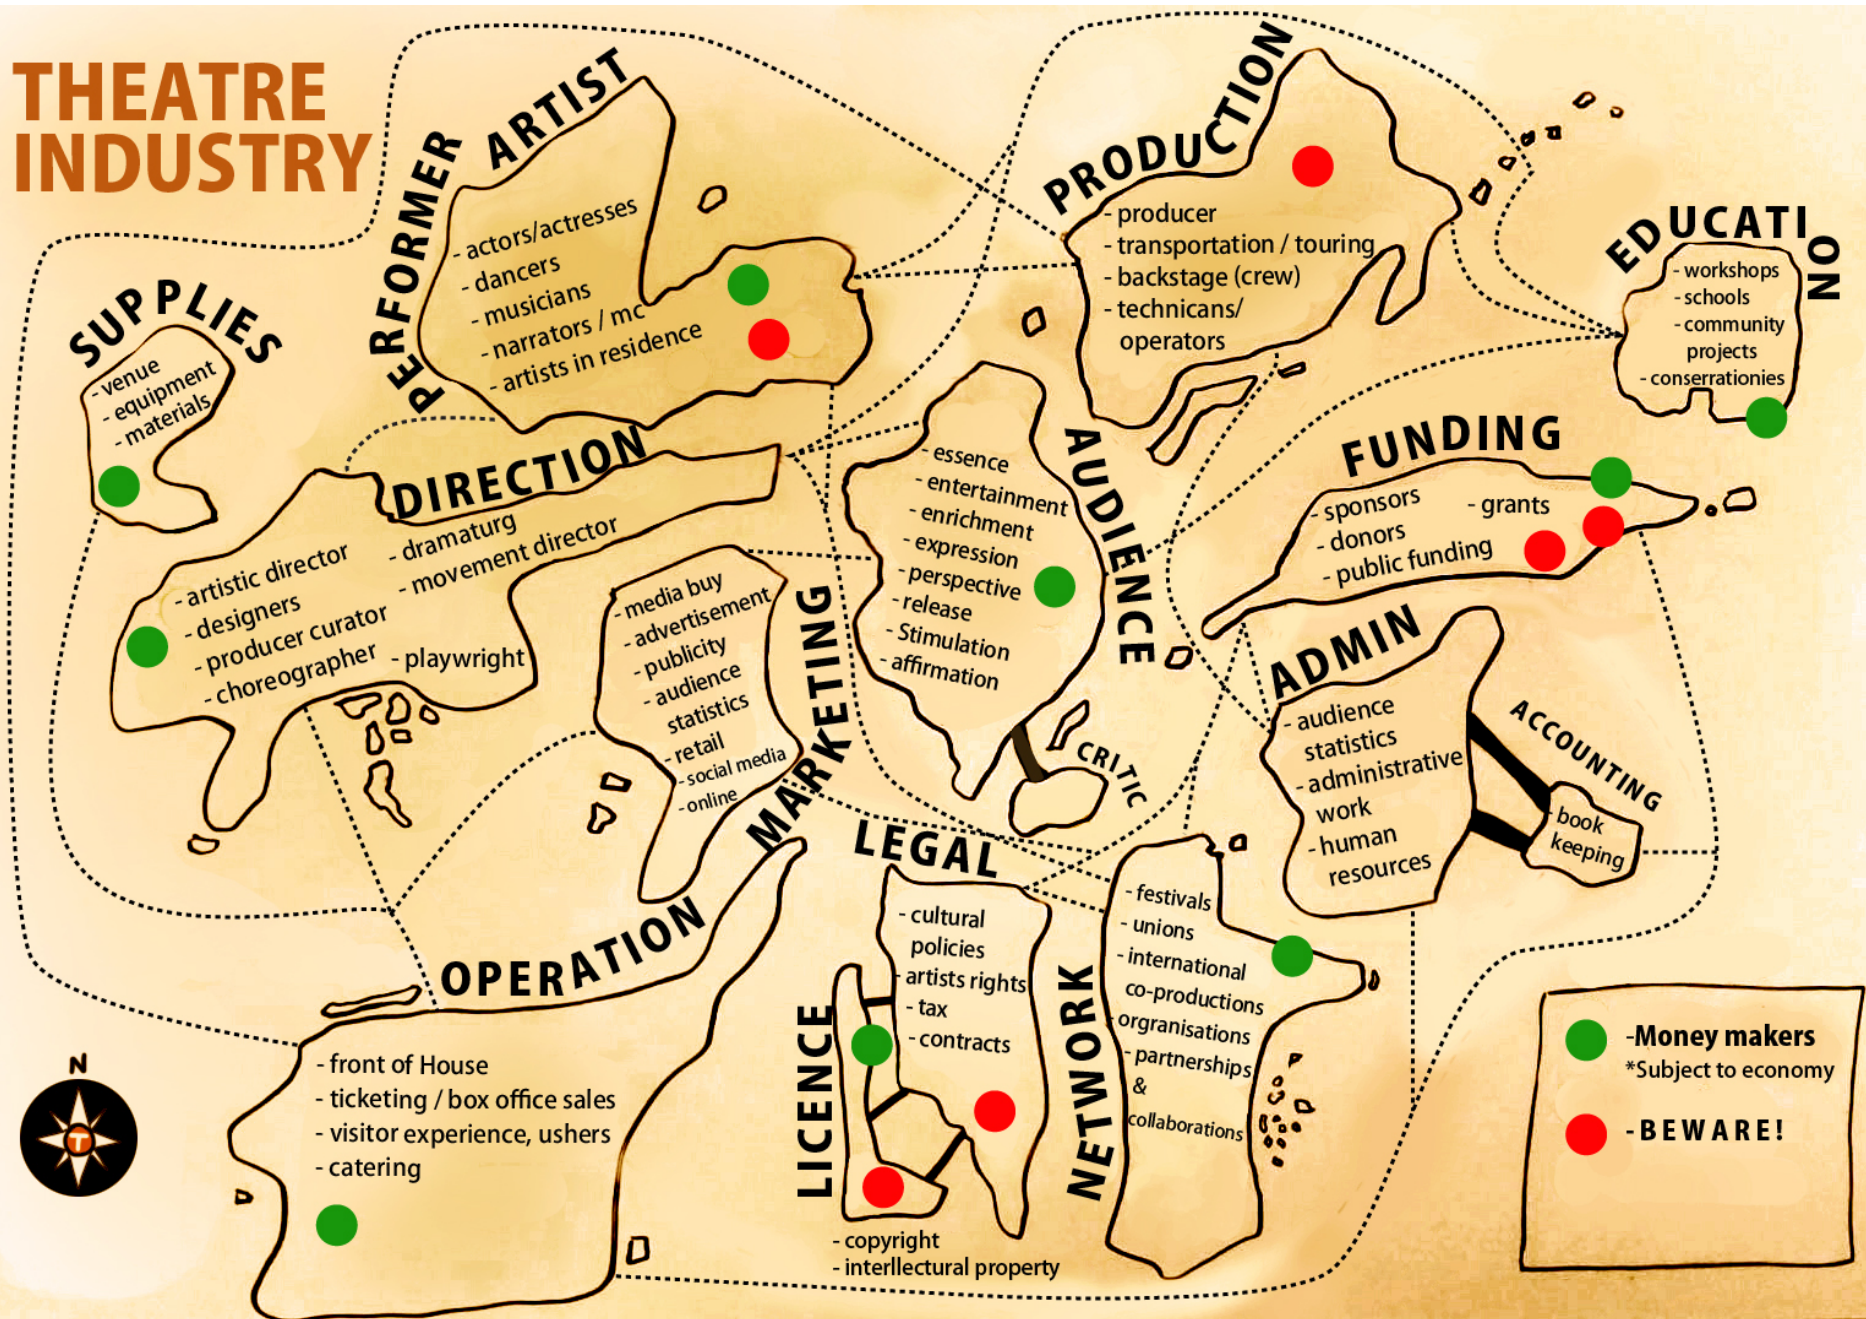 THEATRE
INDUSTRY
PERFORMER ARTIST
- actors/actresses
- dancers
- musicians
- narrators / mc
- artists in residence
PRODUCTION
- producer
- transportation / touring
- backstage (crew)
- technicans/
operators
EDUCATION
- workshops
- schools
- community
projects
- conserrationies
SUPPLIES
- venue
- equipment
- materials
DIRECTION
- artistic director
- designers
- producer curator
- choreographer
- dramaturg
- movement director
- playwright
AUDIENCE
- essence
- entertainment
- enrichment
- expression
- perspective
- release
- Stimulation
- affirmation
CRITIC
FUNDING
- sponsors
- donors
- public funding
- grants
MARKETING
- media buy
- advertisement
- publicity
- audience
statistics
- retail
- social media
- online
ADMIN
- audience
statistics
- administrative
work
- human
resources
ACCOUNTING
- book
keeping
OPERATION
- front of House
- ticketing / box office sales
- visitor experience, ushers
- catering
LEGAL
- cultural
policies
- artists rights
- tax
- contracts
LICENCE
- copyright
- interllectural property
NETWORK
- festivals
- unions
- international
co-productions
- orgranisations
- partnerships
&
collaborations
N
T
-Money makers
*Subject to economy
-BEWARE!